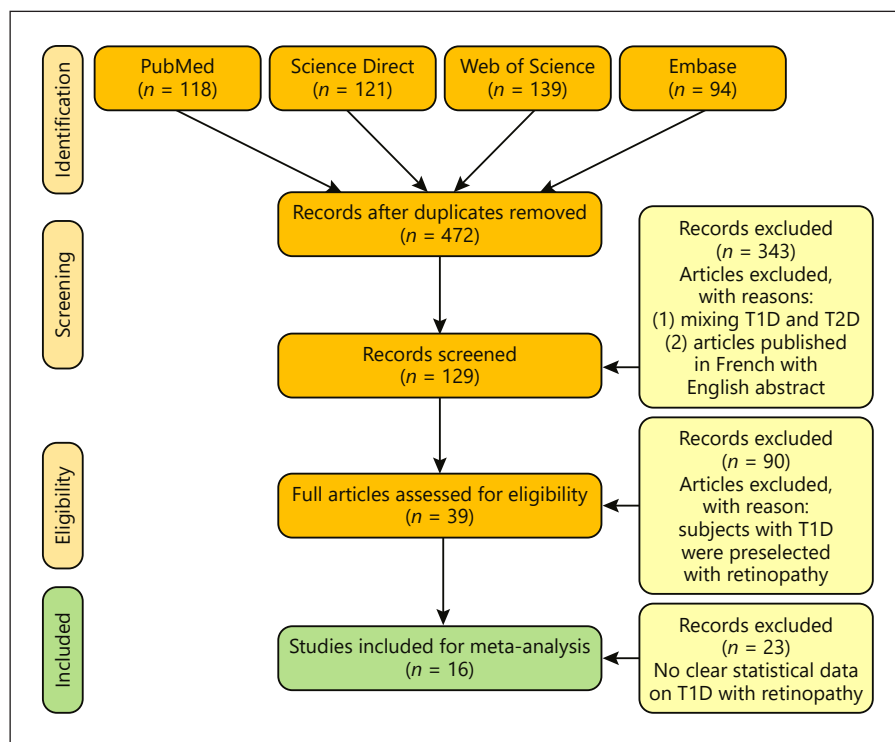 Identification
PubMed
(n = 118)
Science Direct
(n = 121)
Web of Science
(n = 139)
Embase
(n = 94)
Records after duplicates removed
(n = 472)
Screening
Records excluded
(n = 343)
Articles excluded,
with reasons:
(1) mixing T1D and T2D
(2) articles published
in French with
English abstract
Records screened
(n = 129)
Eligibility
Full articles assessed for eligibility
(n = 39)
Records excluded
(n = 90)
Articles excluded,
with reason:
subjects with T1D
were preselected
with retinopathy
Included
Studies included for meta-analysis
(n = 16)
Records excluded
(n = 23)
No clear statistical data
on T1D with retinopathy